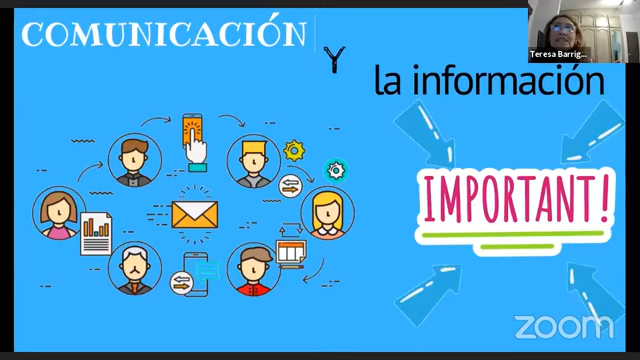 COMUNICACIÓN
Y
la información
IMPORTANT!
Teresa Barrig...
zoom